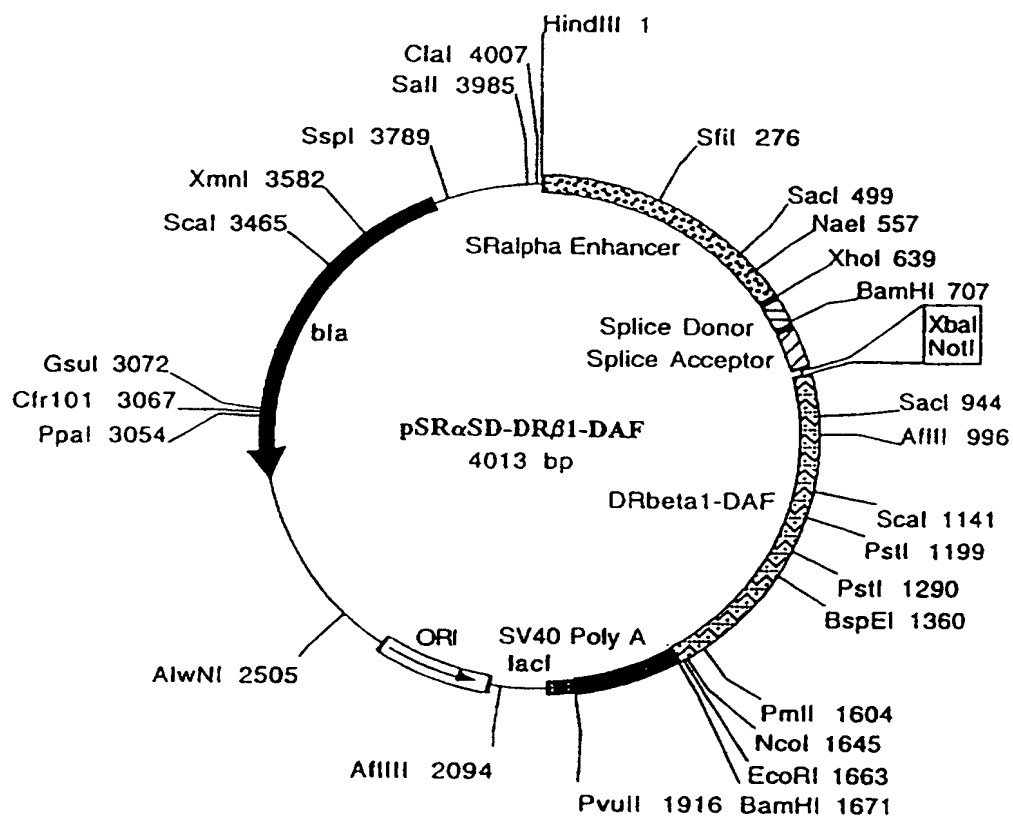 HindIII 1
ClaI 4007
SalI 3985
SspI 3789
SfiI 276
XmnI 3582
SacI 499
ScaI 3465
NaeI 557
SRalpha Enhancer
XhoI 639
BamHI 707
Splice Donor
XbaI
bla
Splice Acceptor
NotI
GsuI 3072
Cfr101 3067
SacI 944
PpaI 3054
pSRαSD-DRβ1-DAF
AflII 996
4013 bp
DRbeta1-DAF
ScaI 1141
PstI 1199
PstI 1290
BspEI 1360
ORI
SV40 Poly A
lacI
AlwNI 2505
PmlI 1604
NcoI 1645
AflIII 2094
EcoRI 1663
PvuII 1916
BamHI 1671